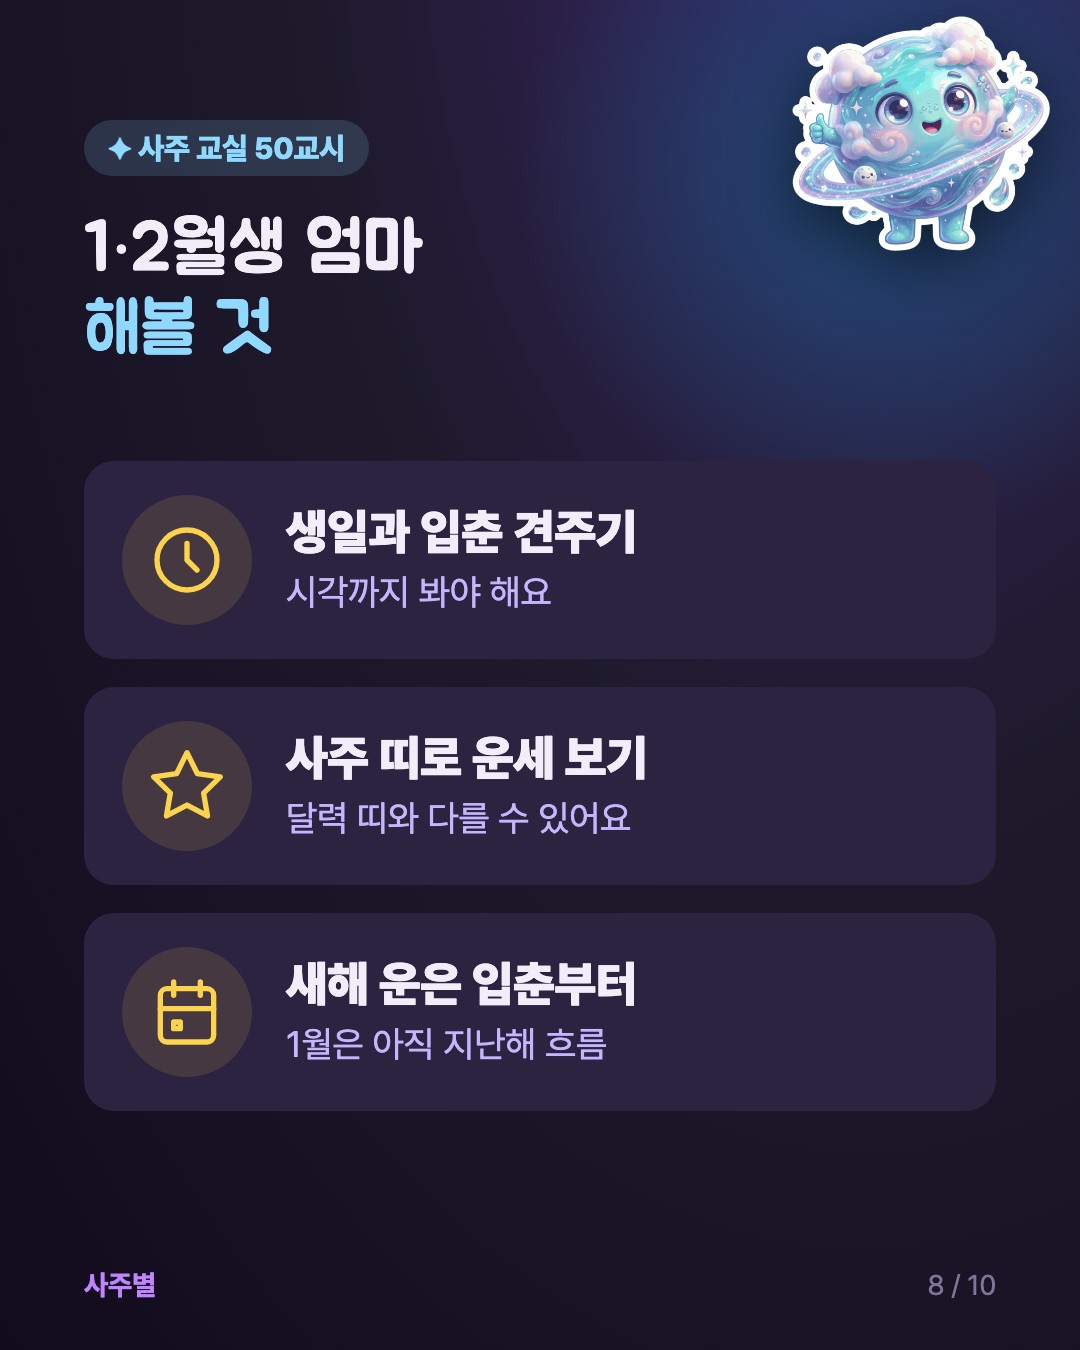 사주 교실 50교시
1·2월생 엄마
해볼 것
생일과 입춘 견주기
시각까지 봐야 해요
사주 띠로 운세 보기
달력 띠와 다를 수 있어요
새해 운은 입춘부터
1월은 아직 지난해 흐름
사주별
8 / 10